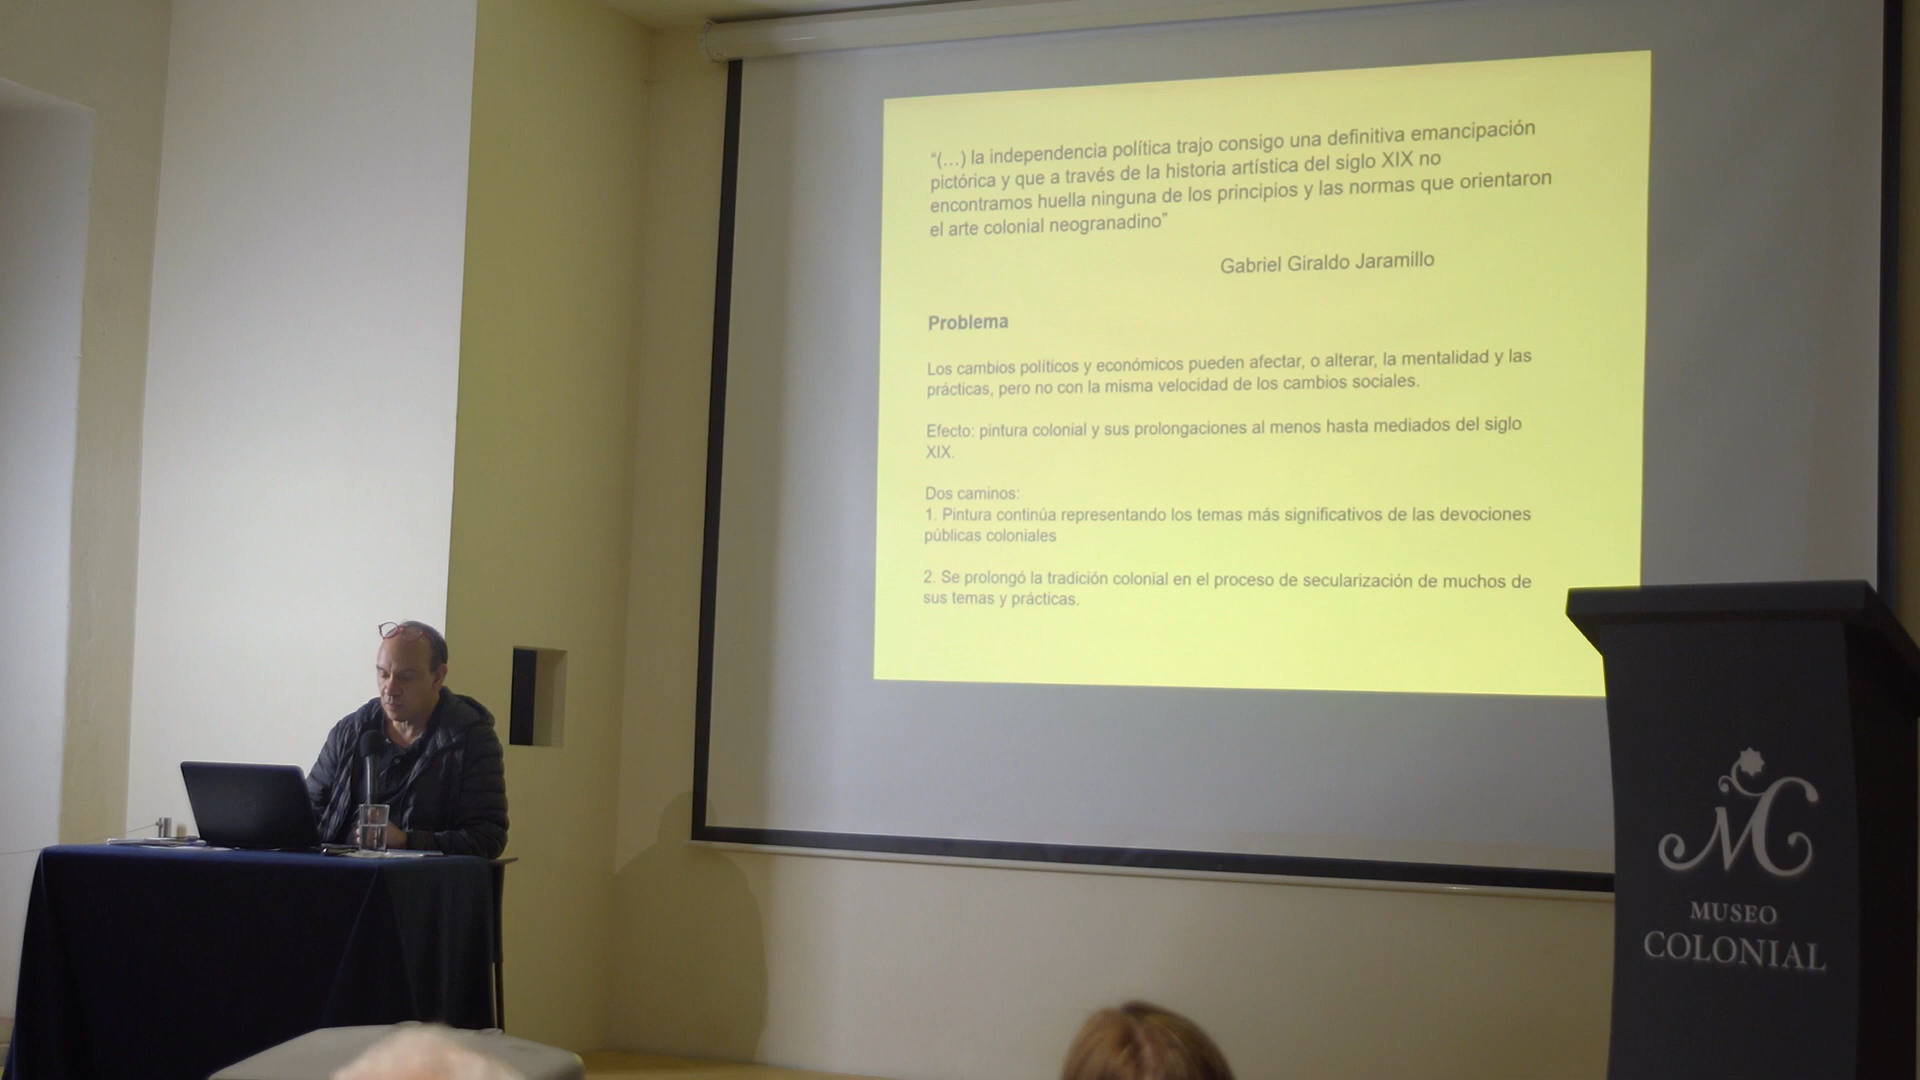 “(...) la independencia política trajo consigo una definitiva emancipación
pictórica y que a través de la historia artística del siglo XIX no
encontramos huella ninguna de los principios y las normas que orientaron
el arte colonial neogranadino”
Gabriel Giraldo Jaramillo
Problema
Los cambios políticos y económicos pueden afectar, o alterar, la mentalidad y las
prácticas, pero no con la misma velocidad de los cambios sociales.
Efecto: pintura colonial y sus prolongaciones al menos hasta mediados del siglo
XIX.
Dos caminos:
1. Pintura continúa representando los temas más significativos de las devociones
públicas coloniales
2. Se prolongó la tradición colonial en el proceso de secularización de muchos de
sus temas y prácticas.
MC
MUSEO
COLONIAL